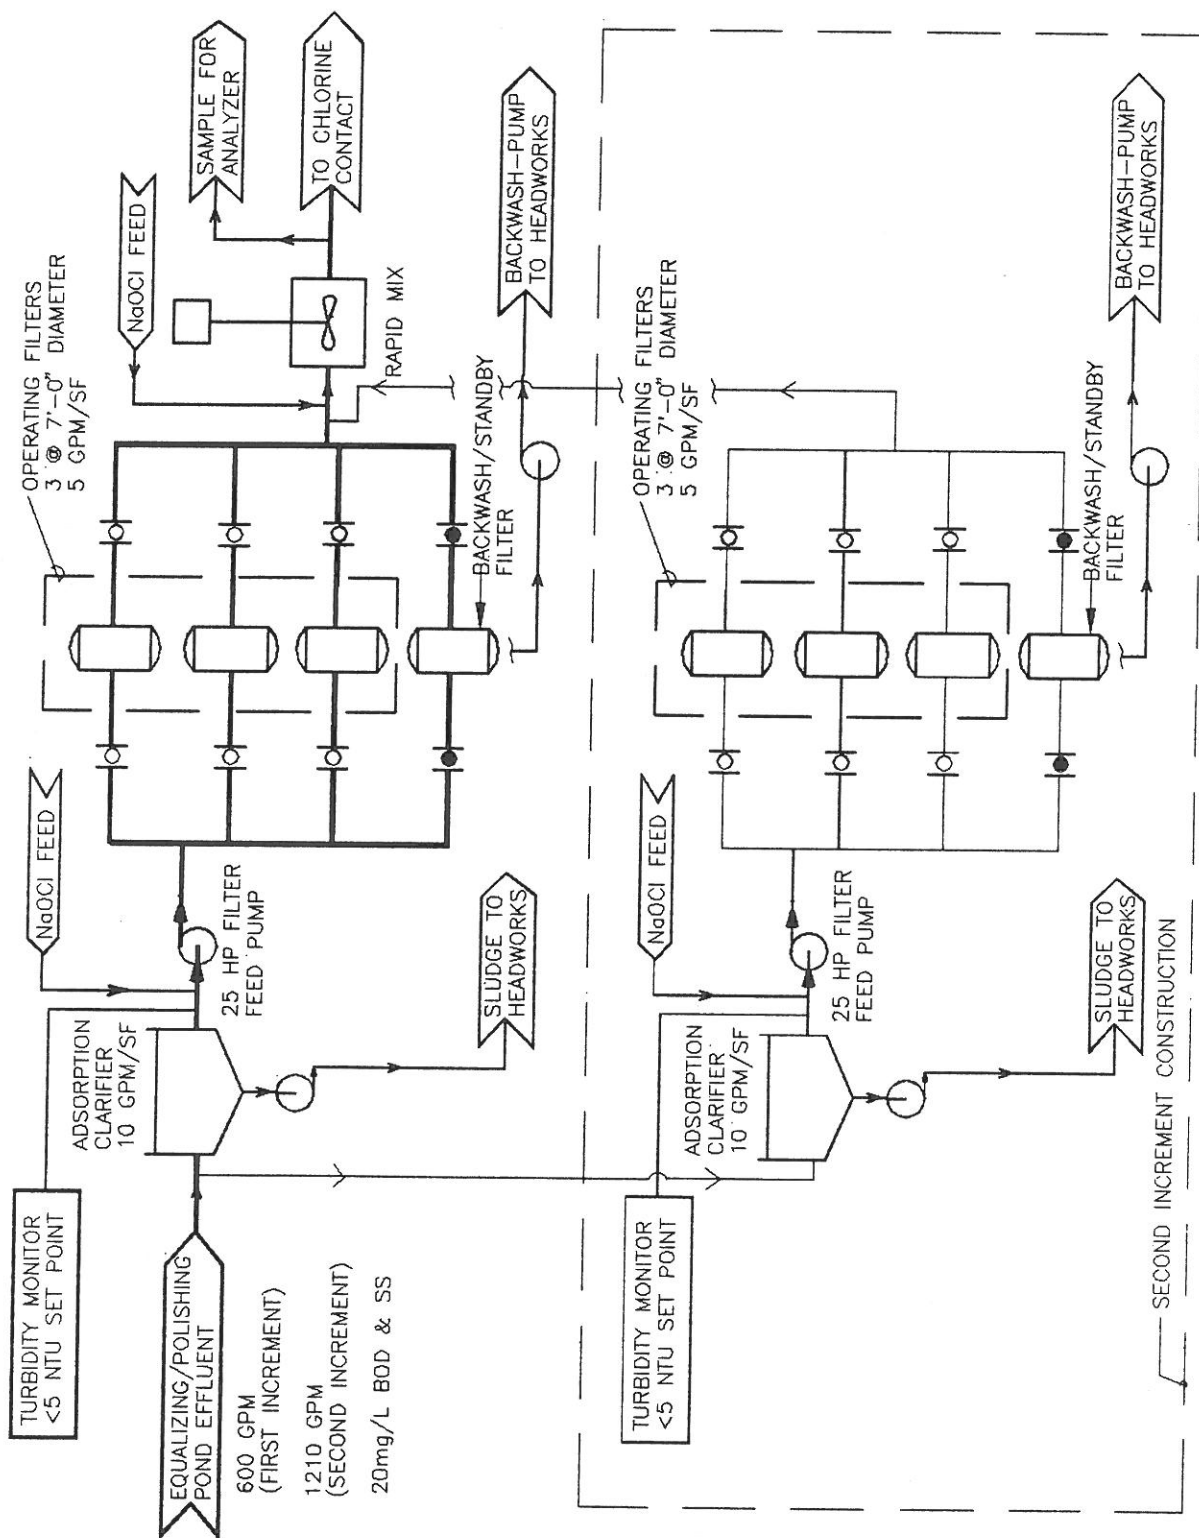 TURBIDITY MONITOR
<5 NTU SET POINT
EQUALIZING/POLISHING
POND EFFLUENT
600 GPM
(FIRST INCREMENT)
1210 GPM
(SECOND INCREMENT)
20mg/L BOD & SS
ADSORPTION
CLARIFIER
10 GPM/SF
NaOCl FEED
25 HP FILTER
FEED PUMP
SLUDGE TO
HEADWORKS
OPERATING FILTERS
3 @ 7'-0" DIAMETER
5 GPM/SF
BACKWASH/STANDBY
FILTER
NaOCl FEED
RAPID MIX
SAMPLE FOR
ANALYZER
TO CHLORINE
CONTACT
BACKWASH-PUMP
TO HEADWORKS
TURBIDITY MONITOR
<5 NTU SET POINT
ADSORPTION
CLARIFIER
10 GPM/SF
NaOCl FEED
25 HP FILTER
FEED PUMP
SLUDGE TO
HEADWORKS
OPERATING FILTERS
3 @ 7'-0" DIAMETER
5 GPM/SF
BACKWASH/STANDBY
FILTER
BACKWASH-PUMP
TO HEADWORKS
SECOND INCREMENT CONSTRUCTION